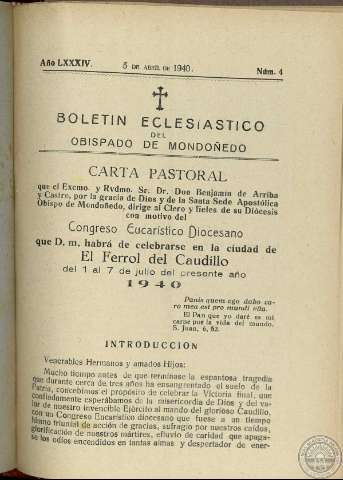 Año LXXXIV. 5 DE ABRIL DE 1940. Núm. 4
BOLETIN ECLESIASTICO
DEL
OBISPADO DE MONDOÑEDO
CARTA PASTORAL
que el Excmo. y Rvdmo. Sr. Dr. Don Benjamín de Arriba
y Castro, por la gracia de Dios y de la Santa Sede Apostólica
Obispo de Mondoñedo, dirige al Clero y fieles de su Diócesis
con motivo del
Congreso Eucarístico Diocesano
que D. m. habrá de celebrarse en la ciudad de
El Ferrol del Caudillo
del 1 al 7 de julio del presente año
1940
Panis quem ego dabo ca-
ro mea est pro mundi vita.
El Pan que yo daré es mi
carne por la vida del mundo.
S. Juan, 6, 52.
INTRODUCCION
Venerables Hermanos y amados Hijos:
Mucho tiempo antes de que terminase la espantosa tragedia
que durante cerca de tres años ha ensangrentado el suelo de la
Patria, concebimos el propósito de celebrar la Victoria final, que
confiadamente esperábamos de la misericordia de Dios y del va-
lor de nuestro invencible Ejército al mando del glorioso Caudillo,
con un Congreso Eucarístico diocesano que fuese a un tiempo
himno triunfal de acción de gracias, sufragio por nuestros caídos,
glorificación de nuestros mártires, efluvio de caridad que apaga-
se los odios encendidos en tantas almas y despertador de ener-